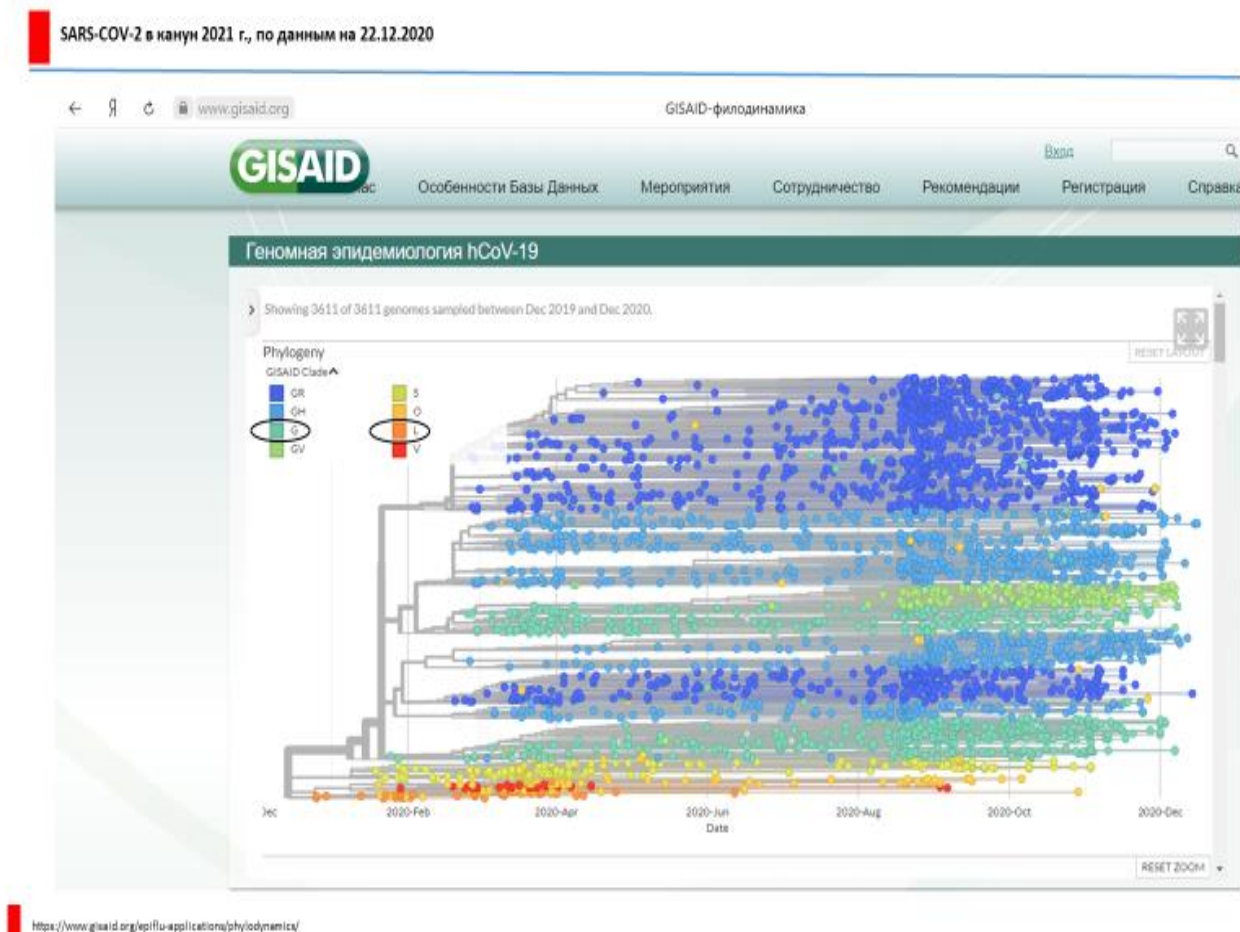 SARS-COV-2 в канун 2021 г., по данным на 22.12.2020
www.gisaid.org
GISAID-филодинамика
GISAID
Вход
нас Особенности Базы Данных Мероприятия Сотрудничество Рекомендации Регистрация Справка
Геномная эпидемиология hCoV-19
Showing 3611 of 3611 genomes sampled between Dec 2019 and Dec 2020.
Phylogeny
RESET LAYOUT
GISAID Clade
GR S
GH O
G L
GV V
Dec 2020-Feb 2020-Apr 2020-Jun 2020-Aug 2020-Oct 2020-Dec
Date
RESET ZOOM
https://www.gisaid.org/epiflu-applications/phylodynamics/